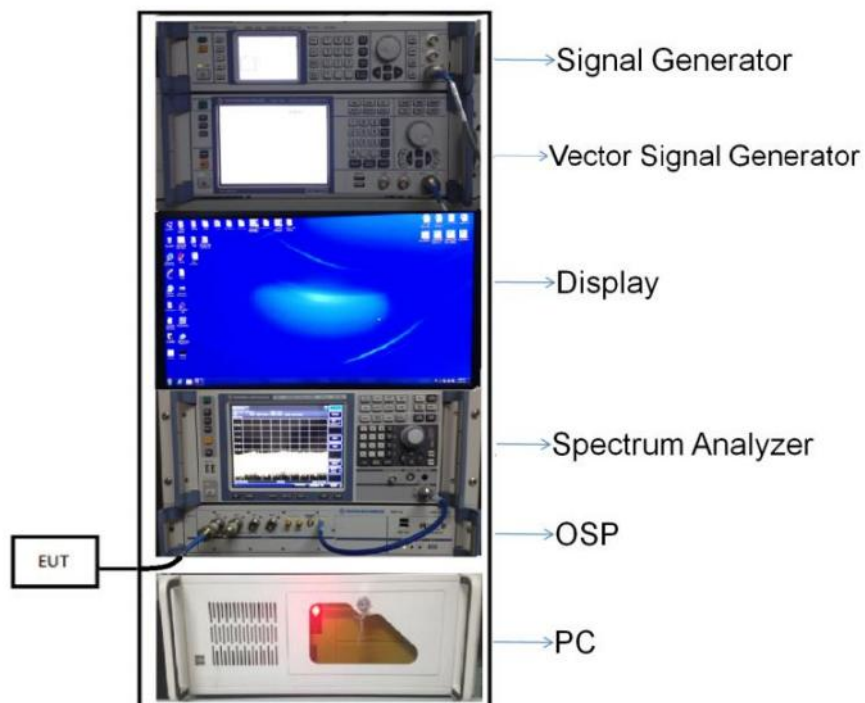 Signal Generator
Vector Signal Generator
Display
Spectrum Analyzer
EUT
OSP
PC